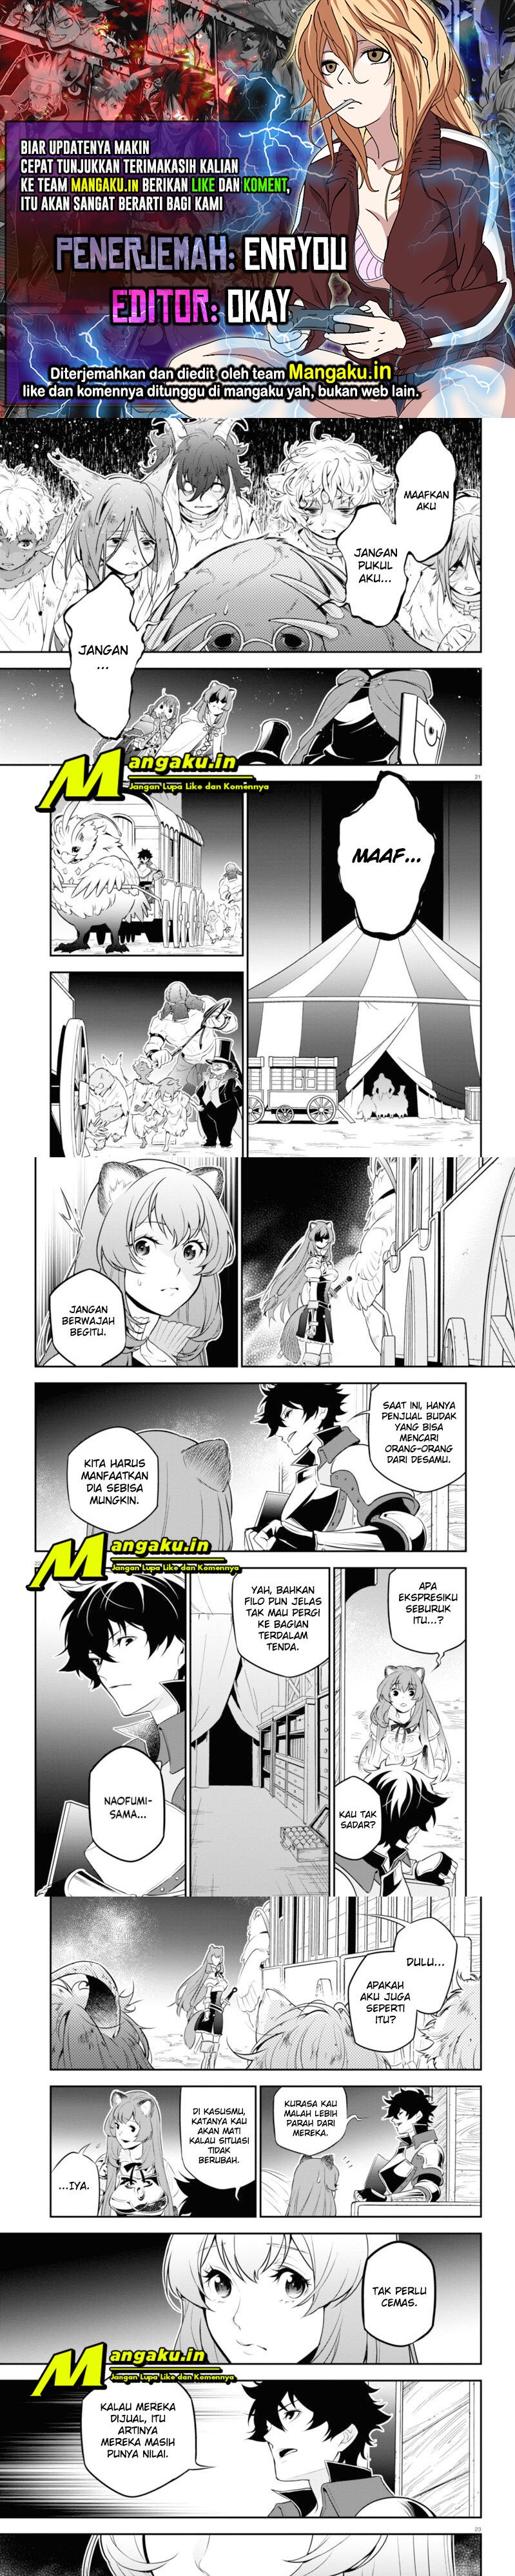 BIAR UPDATENYA MAKIN
CEPAT TUNJUKKAN TERIMAKASIH KALIAN
KE TEAM MANGAKU.IN BERIKAN LIKE DAN KOMENT,
ITU AKAN SANGAT BERARTI BAGI KAMI
PENERJEMAH: ENRYOU
EDITOR: OKAY
Diterjemahkan dan diedit oleh team Mangaku.in
like dan komennya ditunggu di mangaku yah, bukan web lain.
MAAFKAN
AKU
JANGAN
PUKUL
AKU...
JANGAN
...
21
Mangaku.in
Jangan Lupa Like dan Komennya
MAAF...
JANGAN
BERWAJAH
BEGITU.
SAAT INI, HANYA
PENJUAL BUDAK
YANG BISA
MENCARI
ORANG-ORANG
DARI DESAMU.
KITA HARUS
MANFAATKAN
DIA SEBISA
MUNGKIN.
Mangaku.in
Jangan Lupa Like dan Komennya
APA
EKSPRESIKU
SEBURUK
ITU...?
KAU TAK
SADAR?
YAH, BAHKAN
FILO PUN JELAS
TAK MAU PERGI
KE BAGIAN
TERDALAM
TENDA.
NAOFUMI-
SAMA...
DULU...
APAKAH
AKU JUGA
SEPERTI
ITU?
KURASA KAU
MALAH LEBIH
PARAH DARI
MEREKA.
DI KASUSMU,
KATANYA KAU
AKAN MATI
KALAU SITUASI
TIDAK
BERUBAH.
...IYA.
TAK PERLU
CEMAS.
Mangaku.in
Jangan Lupa Like dan Komennya
KALAU MEREKA
DIJUAL, ITU
ARTINYA
MEREKA MASIH
PUNYA NILAI.
23